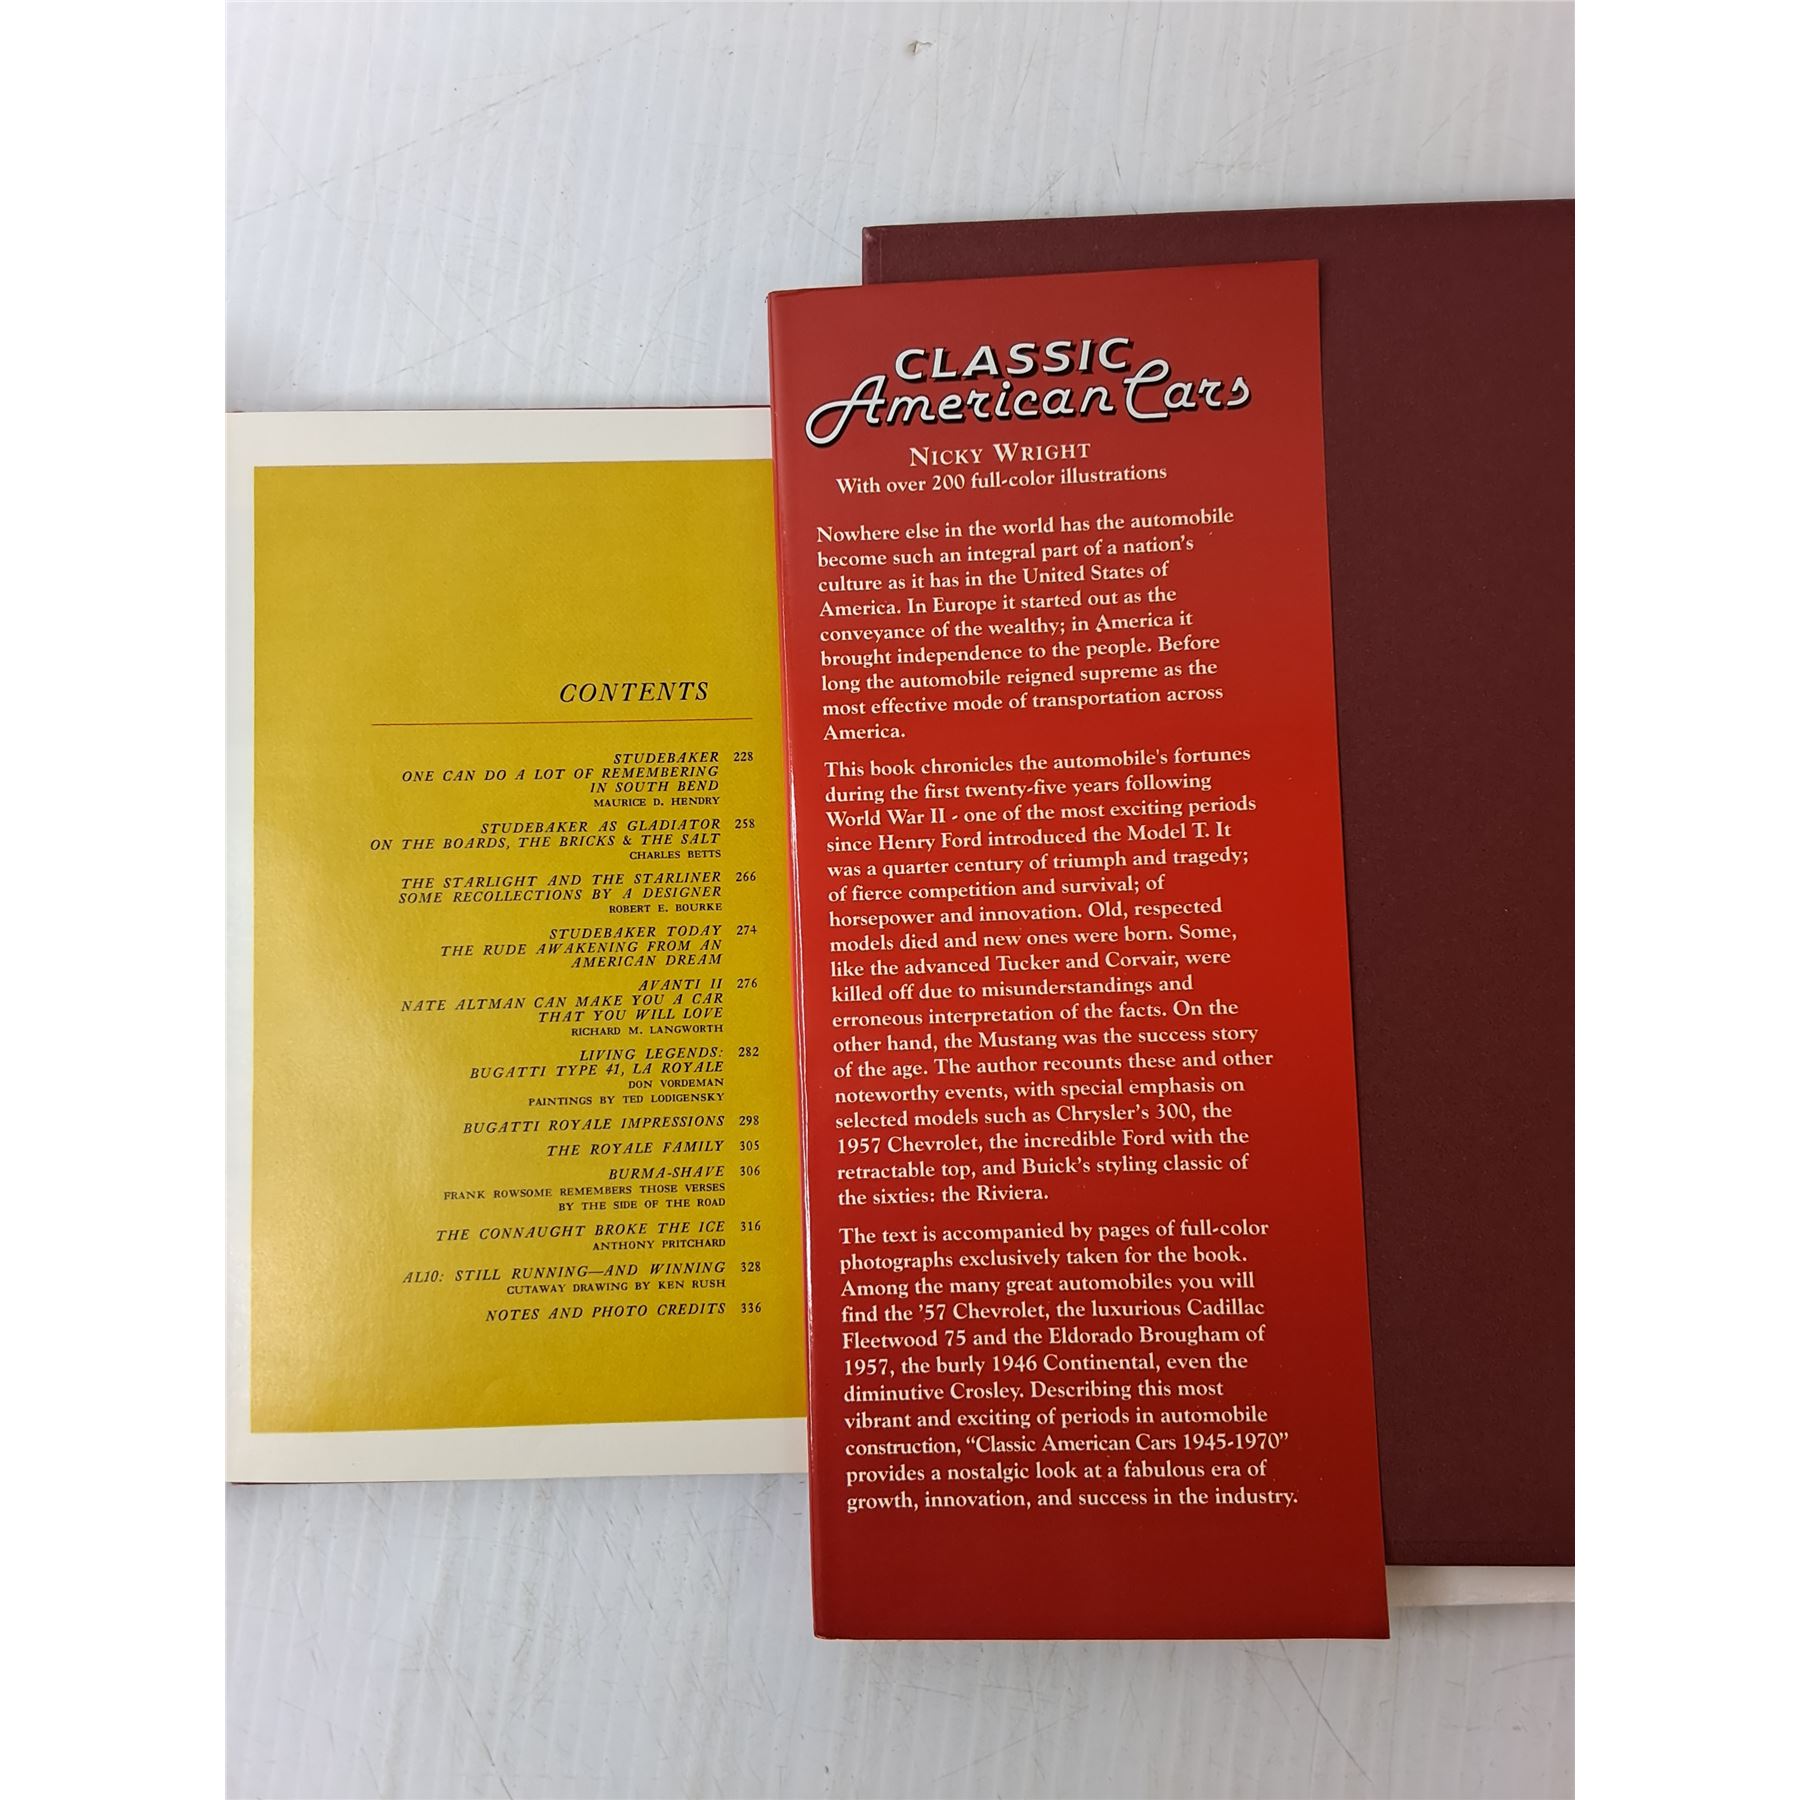 CONTENTS
STUDEBAKER 228
ONE CAN DO A LOT OF REMEMBERING
IN SOUTH BEND
MAURICE D. HENDRY
STUDEBAKER AS GLADIATOR 258
ON THE BOARDS, THE BRICKS & THE SALT
CHARLES BETTS
THE STARLIGHT AND THE STARLINER 266
SOME RECOLLECTIONS BY A DESIGNER
ROBERT E. BOURKE
STUDEBAKER TODAY 274
THE RUDE AWAKENING FROM AN
AMERICAN DREAM
AVANTI II 276
NATE ALTMAN CAN MAKE YOU A CAR
THAT YOU WILL LOVE
RICHARD M. LANGWORTH
LIVING LEGENDS: 282
BUGATTI TYPE 41, LA ROYALE
DON VORDEMAN
PAINTINGS BY TED LODIGENSKY
BUGATTI ROYALE IMPRESSIONS 298
THE ROYALE FAMILY 305
BURMA-SHAVE 306
FRANK ROWSOME REMEMBERS THOSE VERSES
BY THE SIDE OF THE ROAD
THE CONNAUGHT BROKE THE ICE 316
ANTHONY PRITCHARD
AL10: STILL RUNNING—AND WINNING 328
CUTAWAY DRAWING BY KEN RUSH
NOTES AND PHOTO CREDITS 336
CLASSIC
American Cars
NICKY WRIGHT
With over 200 full-color illustrations
Nowhere else in the world has the automobile
become such an integral part of a nation's
culture as it has in the United States of
America. In Europe it started out as the
conveyance of the wealthy; in America it
brought independence to the people. Before
long the automobile reigned supreme as the
most effective mode of transportation across
America.
This book chronicles the automobile's fortunes
during the first twenty-five years following
World War II - one of the most exciting periods
since Henry Ford introduced the Model T. It
was a quarter century of triumph and tragedy;
of fierce competition and survival; of
horsepower and innovation. Old, respected
models died and new ones were born. Some,
like the advanced Tucker and Corvair, were
killed off due to misunderstandings and
erroneous interpretation of the facts. On the
other hand, the Mustang was the success story
of the age. The author recounts these and other
noteworthy events, with special emphasis on
selected models such as Chrysler's 300, the
1957 Chevrolet, the incredible Ford with the
retractable top, and Buick's styling classic of
the sixties: the Riviera.
The text is accompanied by pages of full-color
photographs exclusively taken for the book.
Among the many great automobiles you will
find the '57 Chevrolet, the luxurious Cadillac
Fleetwood 75 and the Eldorado Brougham of
1957, the burly 1946 Continental, even the
diminutive Crosley. Describing this most
vibrant and exciting of periods in automobile
construction, “Classic American Cars 1945-1970”
provides a nostalgic look at a fabulous era of
growth, innovation, and success in the industry.